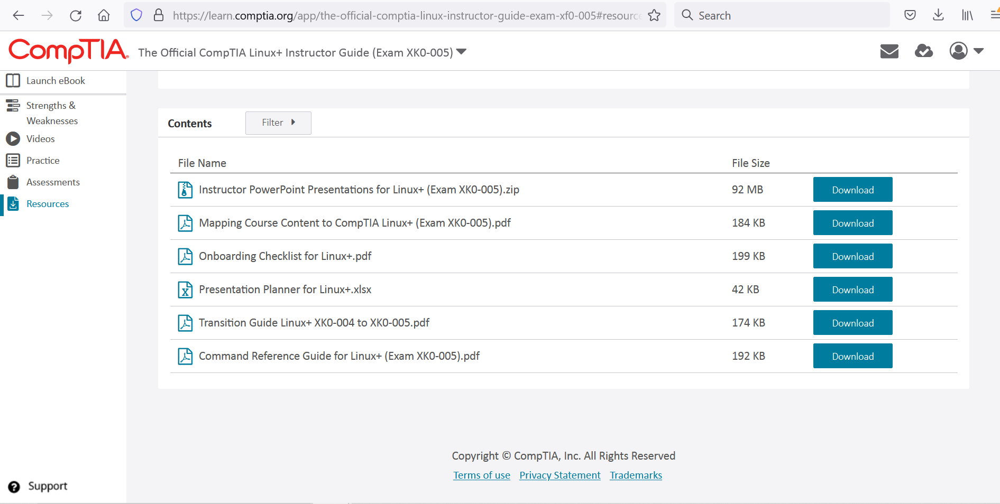 https://learn.comptia.org/app/the-official-comptia-linux-instructor-guide-exam-xf0-005#resource
Search
CompTIA.
The Official CompTIA Linux+ Instructor Guide (Exam XK0-005)
Launch eBook
Strengths &
Weaknesses
Videos
Practice
Assessments
Resources
Contents
Filter
File Name File Size
Instructor PowerPoint Presentations for Linux+ (Exam XK0-005).zip 92 MB Download
Mapping Course Content to CompTIA Linux+ (Exam XK0-005).pdf 184 KB Download
Onboarding Checklist for Linux+.pdf 199 KB Download
Presentation Planner for Linux+.xlsx 42 KB Download
Transition Guide Linux+ XK0-004 to XK0-005.pdf 174 KB Download
Command Reference Guide for Linux+ (Exam XK0-005).pdf 192 KB Download
Copyright © CompTIA, Inc. All Rights Reserved
Terms of use Privacy Statement Trademarks
Support